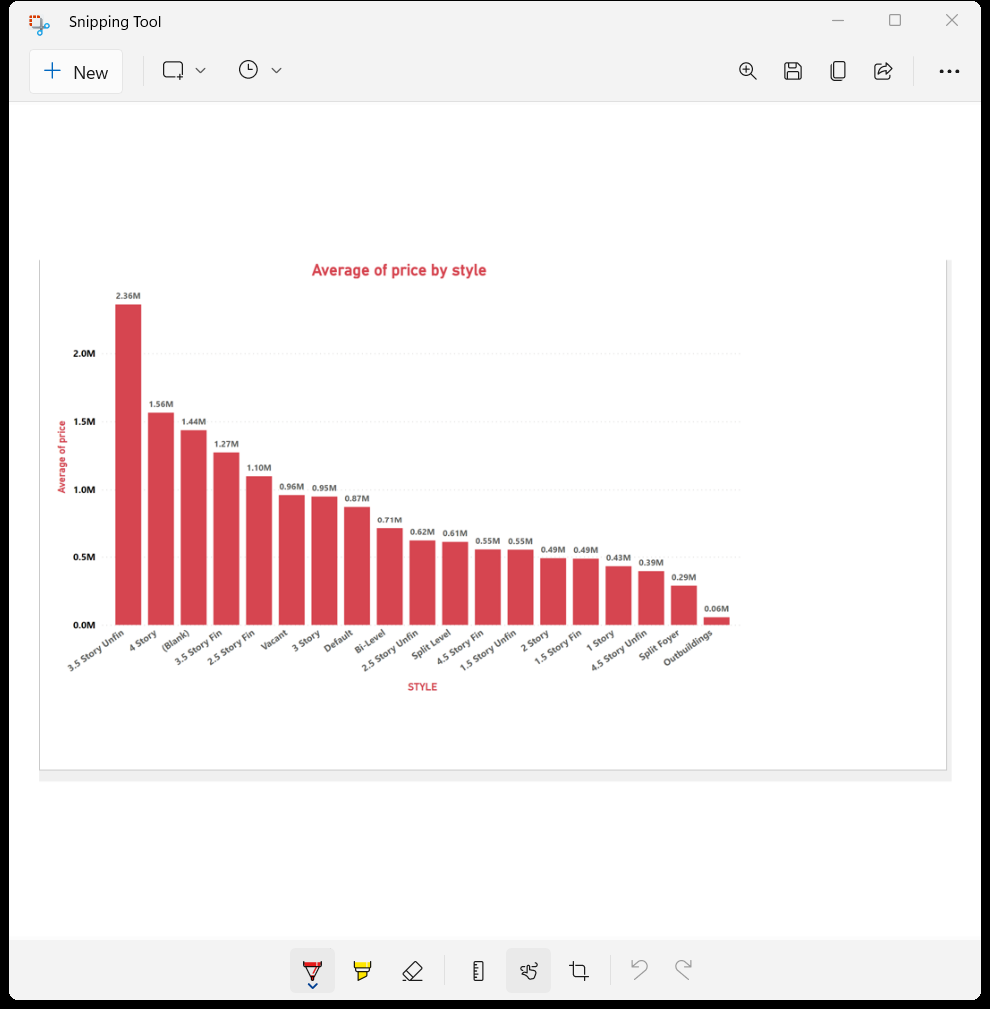 Snipping Tool
New
Average of price by style
2.36M
2.0M
1.56M
1.44M
1.5M
1.27M
1.10M
0.96M
0.95M
0.87M
1.0M
0.71M
0.62M
0.61M
0.55M
0.55M
0.49M
0.49M
0.43M
0.39M
0.29M
0.06M
0.5M
0.0M
Average of price
3.5 Story Unfin
4 Story
(Blank)
3.5 Story Fin
2.5 Story Fin
Vacant
3 Story
Default
Bi-Level
2.5 Story Unfin
Split Level
4.5 Story Fin
1.5 Story Unfin
2 Story
1.5 Story Fin
1 Story
4.5 Story Unfin
Split Foyer
Outbuildings
STYLE